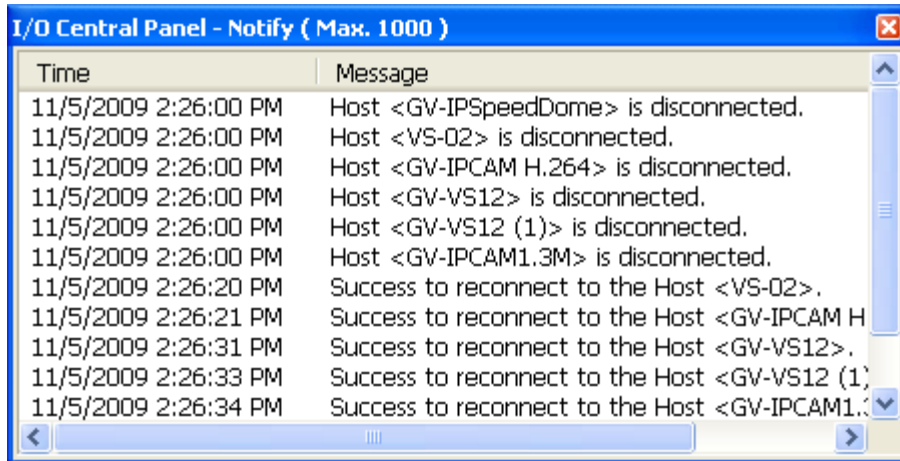 I/O Central Panel - Notify ( Max. 1000 )
Time Message
11/5/2009 2:26:00 PM Host <GV-IPSpeedDome> is disconnected.
11/5/2009 2:26:00 PM Host <VS-02> is disconnected.
11/5/2009 2:26:00 PM Host <GV-IPCAM H.264> is disconnected.
11/5/2009 2:26:00 PM Host <GV-VS12> is disconnected.
11/5/2009 2:26:00 PM Host <GV-VS12 (1)> is disconnected.
11/5/2009 2:26:00 PM Host <GV-IPCAM1.3M> is disconnected.
11/5/2009 2:26:20 PM Success to reconnect to the Host <VS-02>.
11/5/2009 2:26:21 PM Success to reconnect to the Host <GV-IPCAM H
11/5/2009 2:26:31 PM Success to reconnect to the Host <GV-VS12>.
11/5/2009 2:26:33 PM Success to reconnect to the Host <GV-VS12 (1)
11/5/2009 2:26:34 PM Success to reconnect to the Host <GV-IPCAM1.